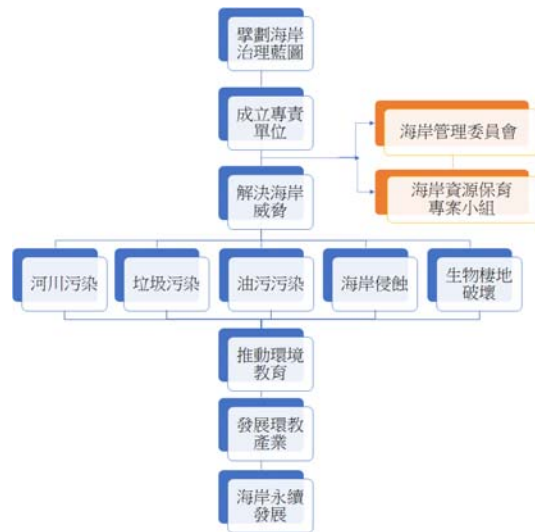 擘劃海岸
治理藍圖
成立專責
單位
海岸管理委員會
海岸資源保育
專案小組
解決海岸
威脅
河川污染
垃圾污染
油污污染
海岸侵蝕
生物棲地
破壞
推動環境
教育
發展環教
產業
海岸永續
發展